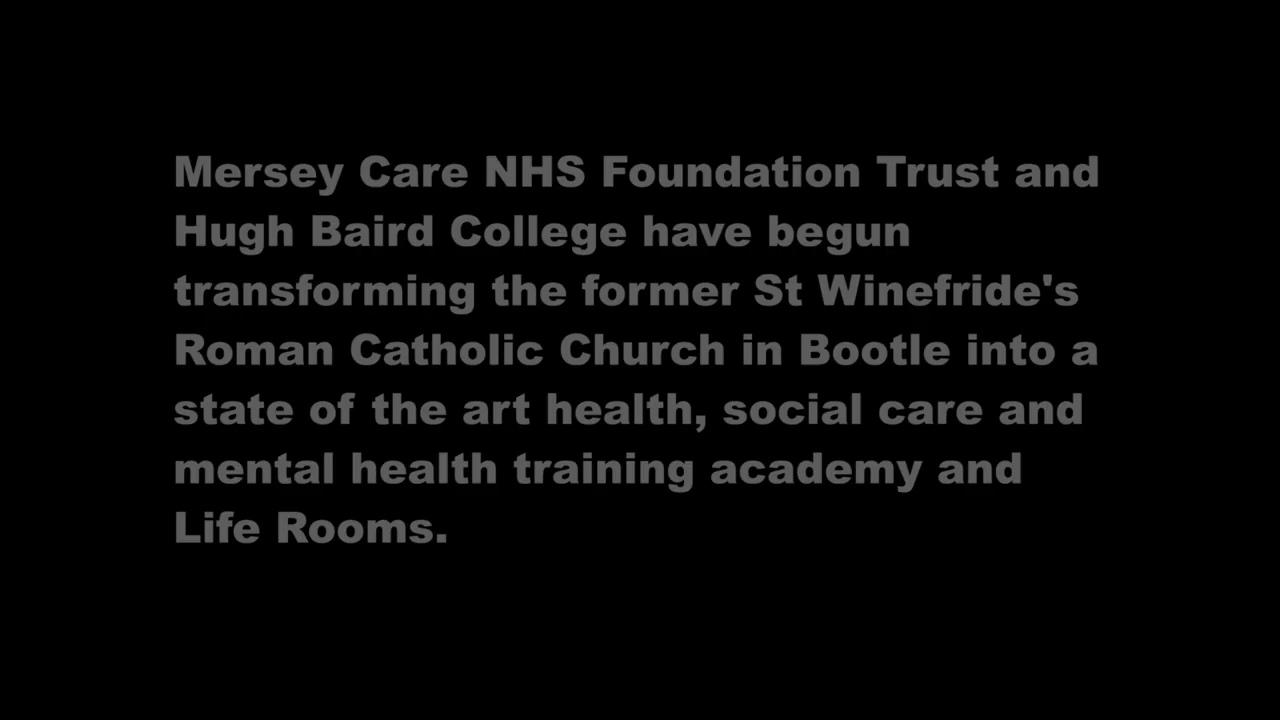 Mersey Care NHS Foundation Trust and
Hugh Baird College have begun
transforming the former St Winefride's
Roman Catholic Church in Bootle into a
state of the art health, social care and
mental health training academy and
Life Rooms.